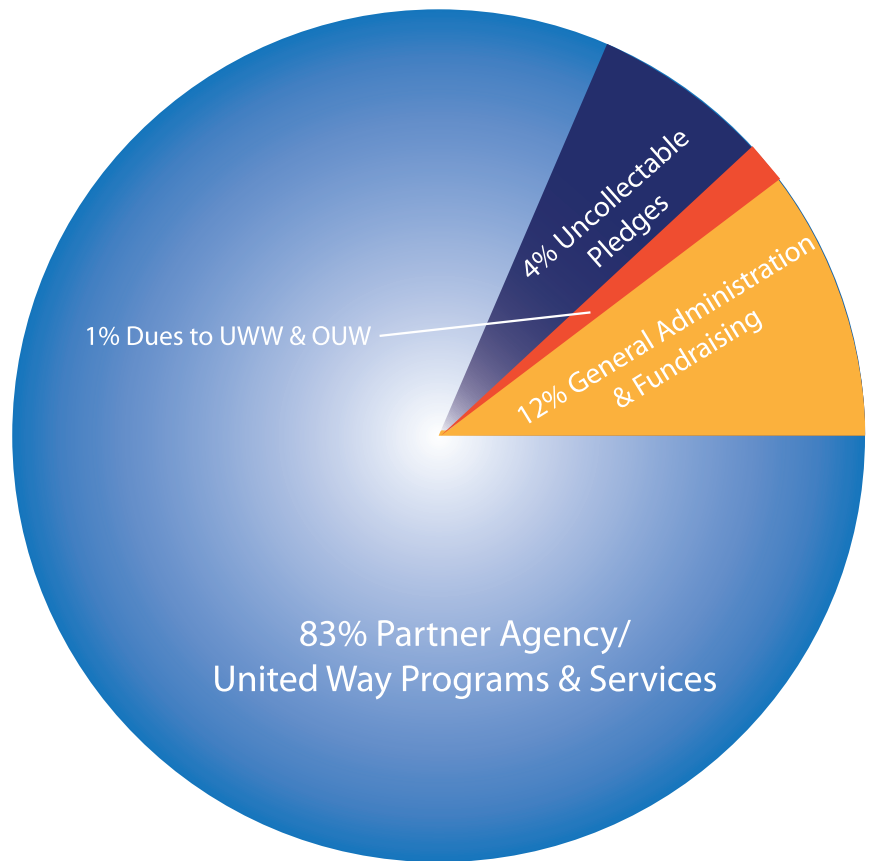 4% Uncollectable
Pledges
1% Dues to UWW & OUW
12% General Administration
& Fundraising
83% Partner Agency/
United Way Programs & Services